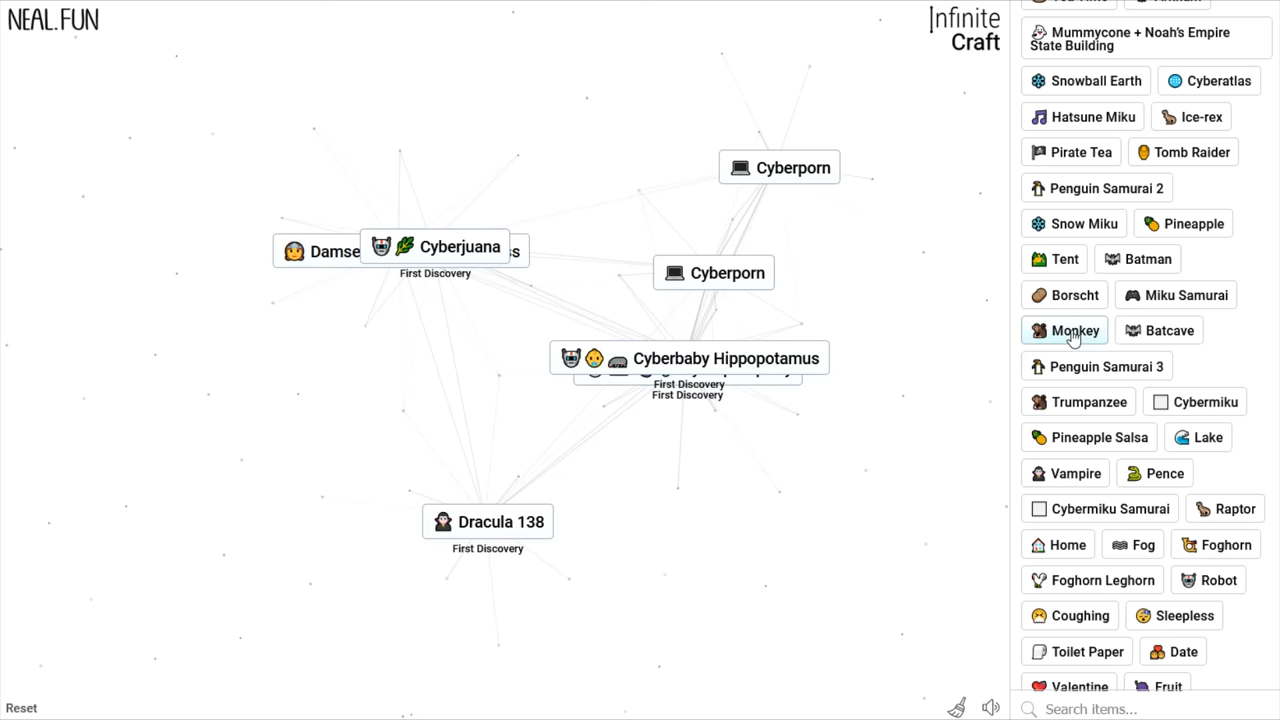 NEAL.FUN
Infinite
Craft
Cyberporn
Damse
Cyberjuana
ss
First Discovery
Cyberporn
Cyberbaby Hippopotamus
First Discovery
First Discovery
Dracula 138
First Discovery
Reset
Mummycone + Noah's Empire
State Building
Snowball Earth Cyberatlas
Hatsune Miku Ice-rex
Pirate Tea Tomb Raider
Penguin Samurai 2
Snow Miku Pineapple
Tent Batman
Borscht Miku Samurai
Monkey Batcave
Penguin Samurai 3
Trumpanzee Cybermiku
Pineapple Salsa Lake
Vampire Pence
Cybermiku Samurai Raptor
Home Fog Foghorn
Foghorn Leghorn Robot
Coughing Sleepless
Toilet Paper Date
Valentine Fruit
Search items...